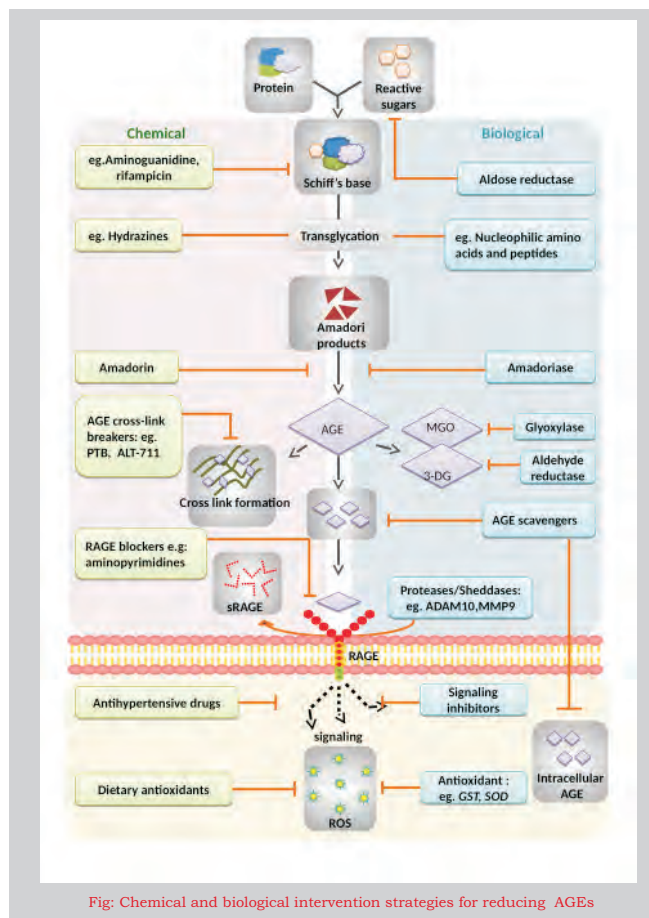 Protein
Reactive
sugars
Chemical
Biological
eg.Aminoguanidine,
rifampicin
Schiff's base
Aldose reductase
eg. Hydrazines
Transglycation
eg. Nucleophilic amino
acids and peptides
Amadori
products
Amadorin
Amadoriase
AGE cross-link
breakers: eg.
PTB, ALT-711
AGE
MGO
Glyoxylase
3-DG
Aldehyde
reductase
Cross link formation
AGE scavengers
RAGE blockers e.g:
aminopyrimidines
sRAGE
Proteases/Sheddases:
eg. ADAM10,MMP9
RAGE
Antihypertensive drugs
Signaling
inhibitors
signaling
Dietary antioxidants
ROS
Antioxidant :
eg. GST, SOD
Intracellular
AGE
Fig: Chemical and biological intervention strategies for reducing AGEs